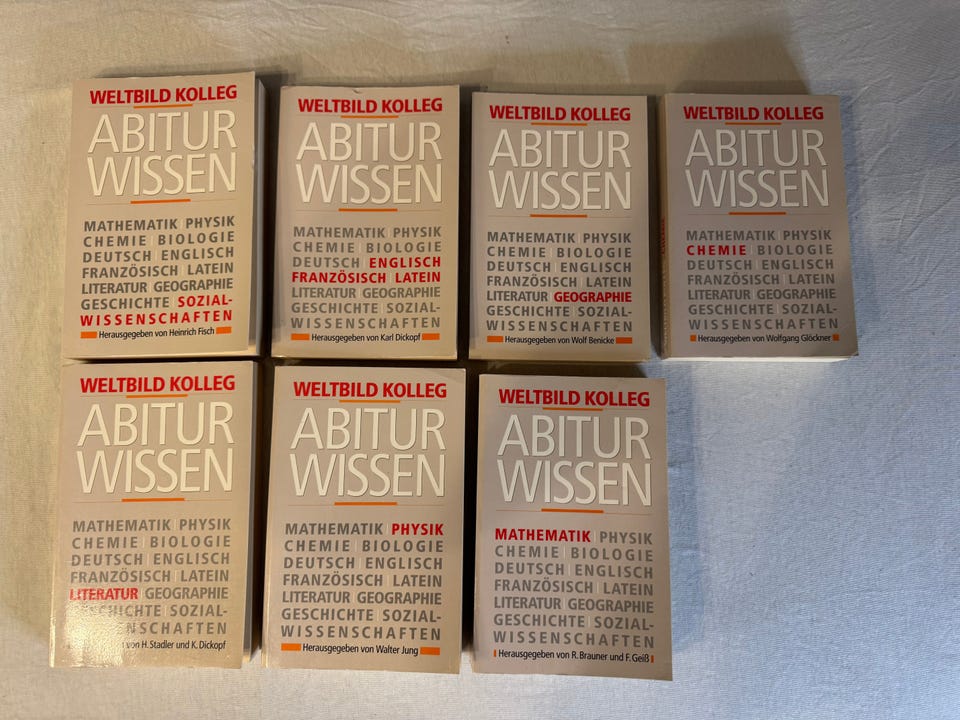 WELTBILD KOLLEG
ABITUR
WISSEN
MATHEMATIK PHYSIK
CHEMIE BIOLOGIE
DEUTSCH ENGLISCH
FRANZÖSISCH LATEIN
LITERATUR GEOGRAPHIE
GESCHICHTE SOZIAL-
WISSENSCHAFTEN
Herausgegeben von Heinrich Fisch
WELTBILD KOLLEG
ABITUR
WISSEN
MATHEMATIK PHYSIK
CHEMIE BIOLOGIE
DEUTSCH ENGLISCH
FRANZÖSISCH LATEIN
LITERATUR GEOGRAPHIE
GESCHICHTE SOZIAL-
WISSENSCHAFTEN
Herausgegeben von Karl Dickopf
WELTBILD KOLLEG
ABITUR
WISSEN
MATHEMATIK PHYSIK
CHEMIE BIOLOGIE
DEUTSCH ENGLISCH
FRANZÖSISCH LATEIN
LITERATUR GEOGRAPHIE
GESCHICHTE SOZIAL-
WISSENSCHAFTEN
Herausgegeben von Wolf Benicke
WELTBILD KOLLEG
ABITUR
WISSEN
MATHEMATIK PHYSIK
CHEMIE BIOLOGIE
DEUTSCH ENGLISCH
FRANZÖSISCH LATEIN
LITERATUR GEOGRAPHIE
GESCHICHTE SOZIAL-
WISSENSCHAFTEN
Herausgegeben von Wolfgang Glöckner
WELTBILD KOLLEG
ABITUR
WISSEN
MATHEMATIK PHYSIK
CHEMIE BIOLOGIE
DEUTSCH ENGLISCH
FRANZÖSISCH LATEIN
LITERATUR GEOGRAPHIE
GESCHICHTE SOZIAL-
NSCHAFTEN
von H. Stadler und K. Dickopf
WELTBILD KOLLEG
ABITUR
WISSEN
MATHEMATIK PHYSIK
CHEMIE BIOLOGIE
DEUTSCH ENGLISCH
FRANZÖSISCH LATEIN
LITERATUR GEOGRAPHIE
GESCHICHTE SOZIAL-
WISSENSCHAFTEN
Herausgegeben von Walter Jung
WELTBILD KOLLEG
ABITUR
WISSEN
MATHEMATIK PHYSIK
CHEMIE BIOLOGIE
DEUTSCH ENGLISCH
FRANZÖSISCH LATEIN
LITERATUR GEOGRAPHIE
GESCHICHTE SOZIAL-
WISSENSCHAFTEN
Herausgegeben von R. Brauner und F. Geiß